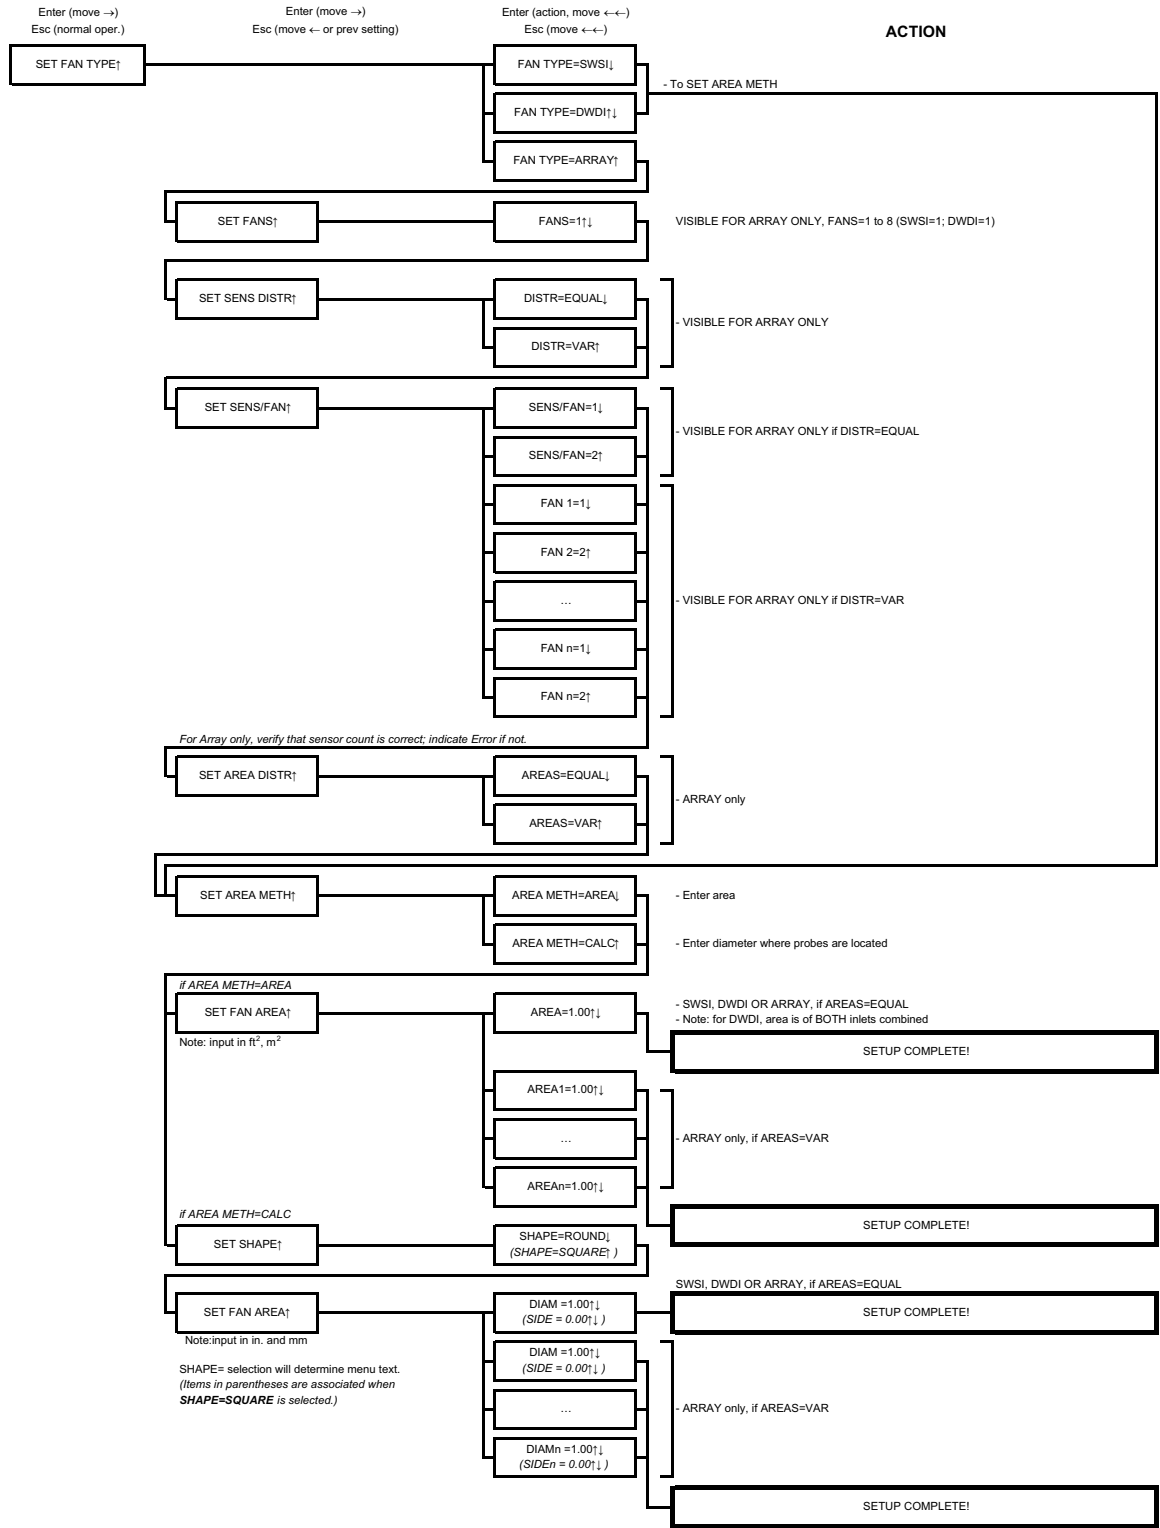 Enter (move →)
Esc (normal oper.)
Enter (move →)
Esc (move ← or prev setting)
Enter (action, move ←←)
Esc (move ←←)
ACTION
SET FAN TYPE↑
FAN TYPE=SWSI↓
- To SET AREA METH
FAN TYPE=DWDI↑↓
FAN TYPE=ARRAY↑
SET FANS↑
FANS=1↑↓
VISIBLE FOR ARRAY ONLY, FANS=1 to 8 (SWSI=1; DWDI=1)
SET SENS DISTR↑
DISTR=EQUAL↓
- VISIBLE FOR ARRAY ONLY
DISTR=VAR↑
SET SENS/FAN↑
SENS/FAN=1↓
- VISIBLE FOR ARRAY ONLY if DISTR=EQUAL
SENS/FAN=2↑
FAN 1=1↓
FAN 2=2↑
...
- VISIBLE FOR ARRAY ONLY if DISTR=VAR
FAN n=1↓
FAN n=2↑
For Array only, verify that sensor count is correct; indicate Error if not.
SET AREA DISTR↑
AREAS=EQUAL↓
- ARRAY only
AREAS=VAR↑
SET AREA METH↑
AREA METH=AREA↓
- Enter area
AREA METH=CALC↑
- Enter diameter where probes are located
if AREA METH=AREA
SET FAN AREA↑
Note: input in ft², m²
AREA=1.00↑↓
- SWSI, DWDI OR ARRAY, if AREAS=EQUAL
- Note: for DWDI, area is of BOTH inlets combined
SETUP COMPLETE!
AREA1=1.00↑↓
...
- ARRAY only, if AREAS=VAR
AREAn=1.00↑↓
SETUP COMPLETE!
if AREA METH=CALC
SET SHAPE↑
SHAPE=ROUND↓
(SHAPE=SQUARE↑ )
SWSI, DWDI OR ARRAY, if AREAS=EQUAL
SET FAN AREA↑
Note:input in in. and mm
DIAM =1.00↑↓
(SIDE = 0.00↑↓ )
SETUP COMPLETE!
DIAM =1.00↑↓
(SIDE = 0.00↑↓ )
SHAPE= selection will determine menu text.
(Items in parentheses are associated when
SHAPE=SQUARE is selected.)
...
- ARRAY only, if AREAS=VAR
DIAMn =1.00↑↓
(SIDEn = 0.00↑↓ )
SETUP COMPLETE!